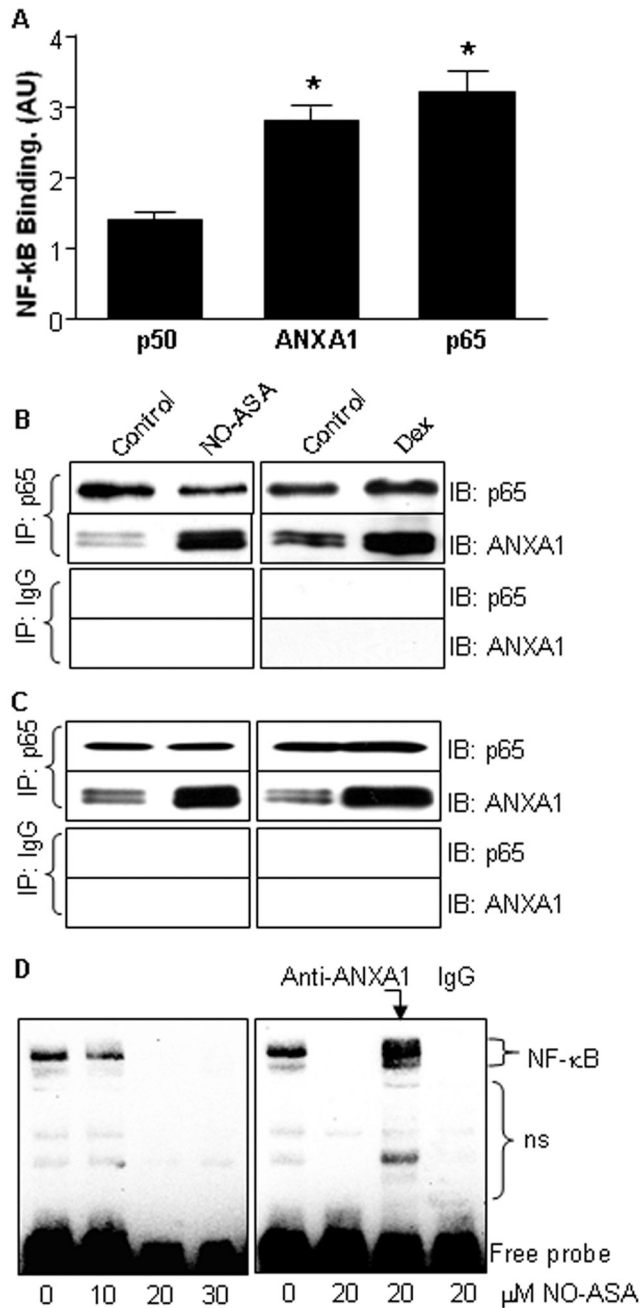 A
NF-kB Binding. (AU)
4
3
2
1
0
*
*
p50 ANXA1 p65
B
Control NO-ASA Control Dex
IP: p65
IB: p65
IB: ANXA1
IP: IgG
IB: p65
IB: ANXA1
C
IP: p65
IB: p65
IB: ANXA1
IP: IgG
IB: p65
IB: ANXA1
D
Anti-ANXA1 IgG
NF-κB
ns
Free probe
0 10 20 30 0 20 20 20 μM NO-ASA